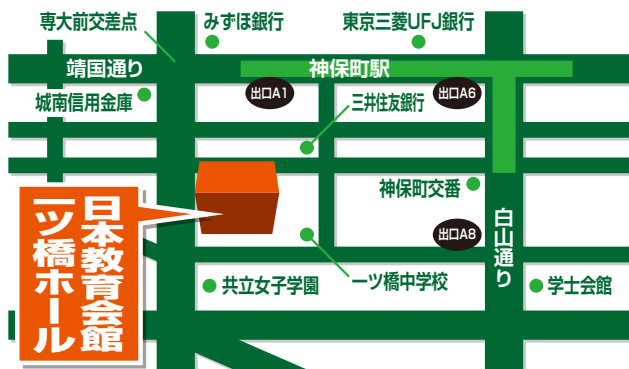 専大前交差点
みずほ銀行
東京三菱UFJ銀行
靖国通り
神保町駅
城南信用金庫
出口A1
三井住友銀行
出口A6
神保町交番
日本教育会館
一ツ橋ホール
出口A8
白山通り
共立女子学園
一ツ橋中学校
学士会館